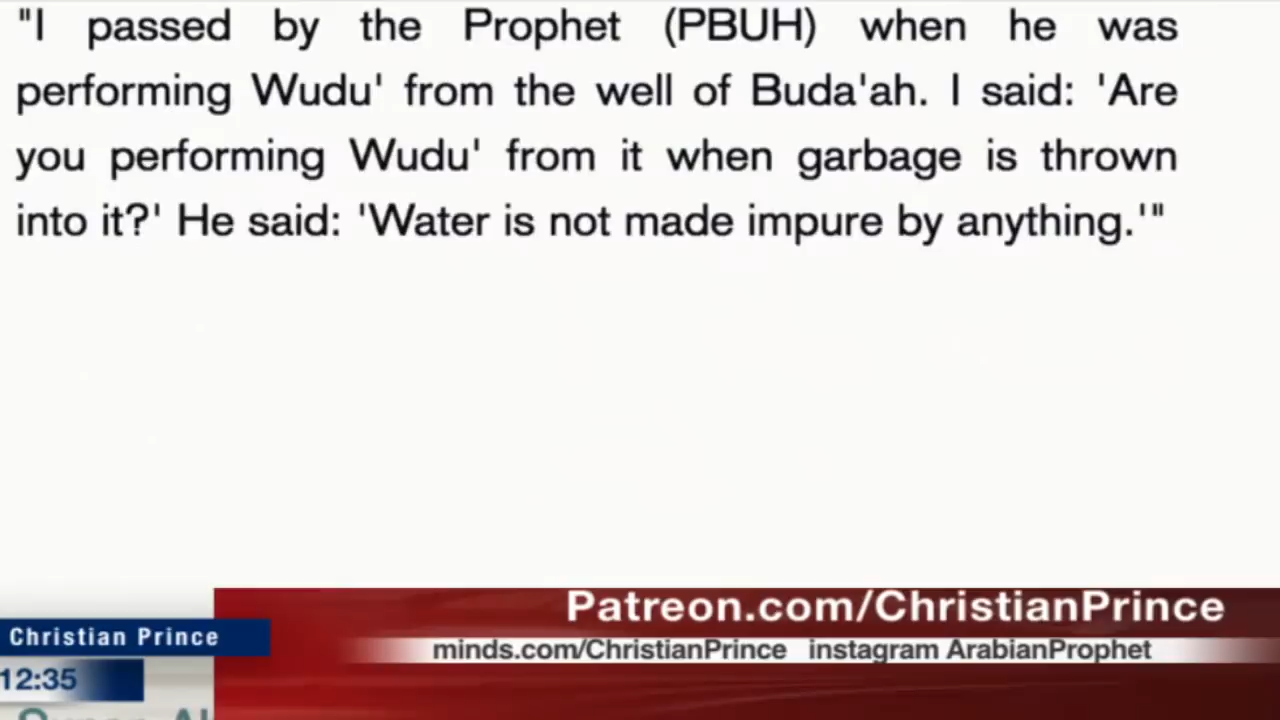 "I passed by the Prophet (PBUH) when he was
performing Wudu' from the well of Buda'ah. I said: 'Are
you performing Wudu' from it when garbage is thrown
into it?' He said: 'Water is not made impure by anything.'"
Patreon.com/ChristianPrince
Christian Prince
minds.com/ChristianPrince instagram ArabianProphet
12:35